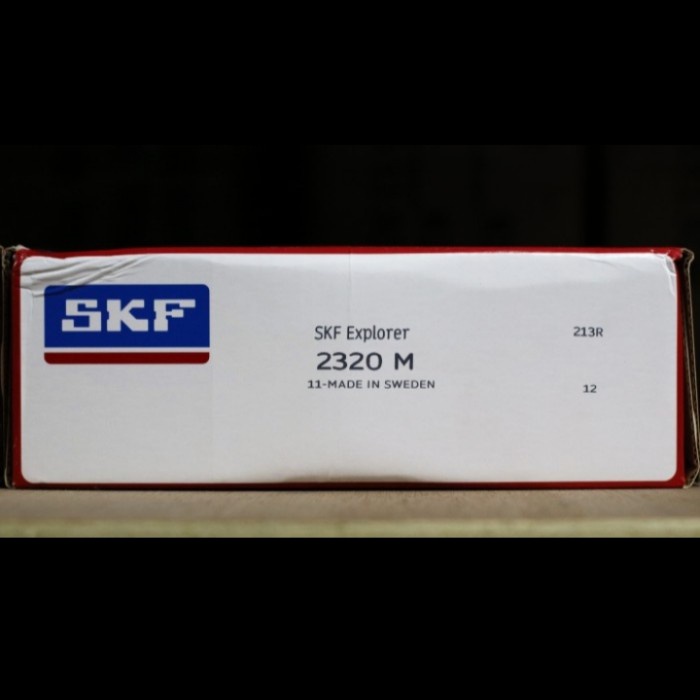 SKF
SKF Explorer
213R
2320 M
11-MADE IN SWEDEN
12